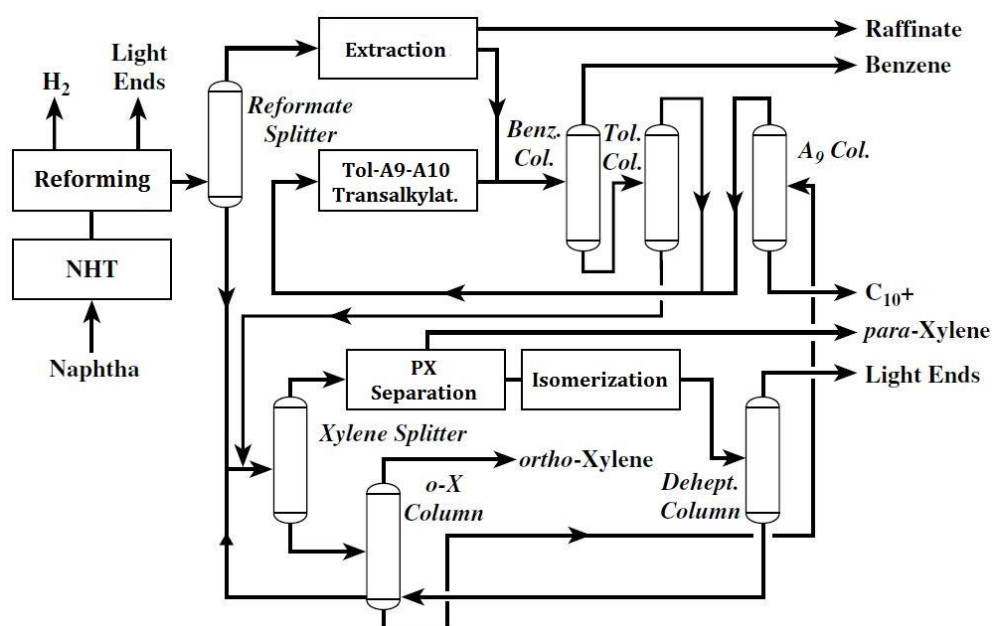 Extraction
Raffinate
Light
Ends
H₂
Benzene
Reformate
Splitter
Benz.
Col.
Tol.
Col.
A₉ Col.
Reforming
Tol-A9-A10
Transalkylat.
NHT
C₁₀+
para-Xylene
Naphtha
PX
Separation
Isomerization
Light Ends
Xylene Splitter
ortho-Xylene
o-X
Column
Dehept.
Column